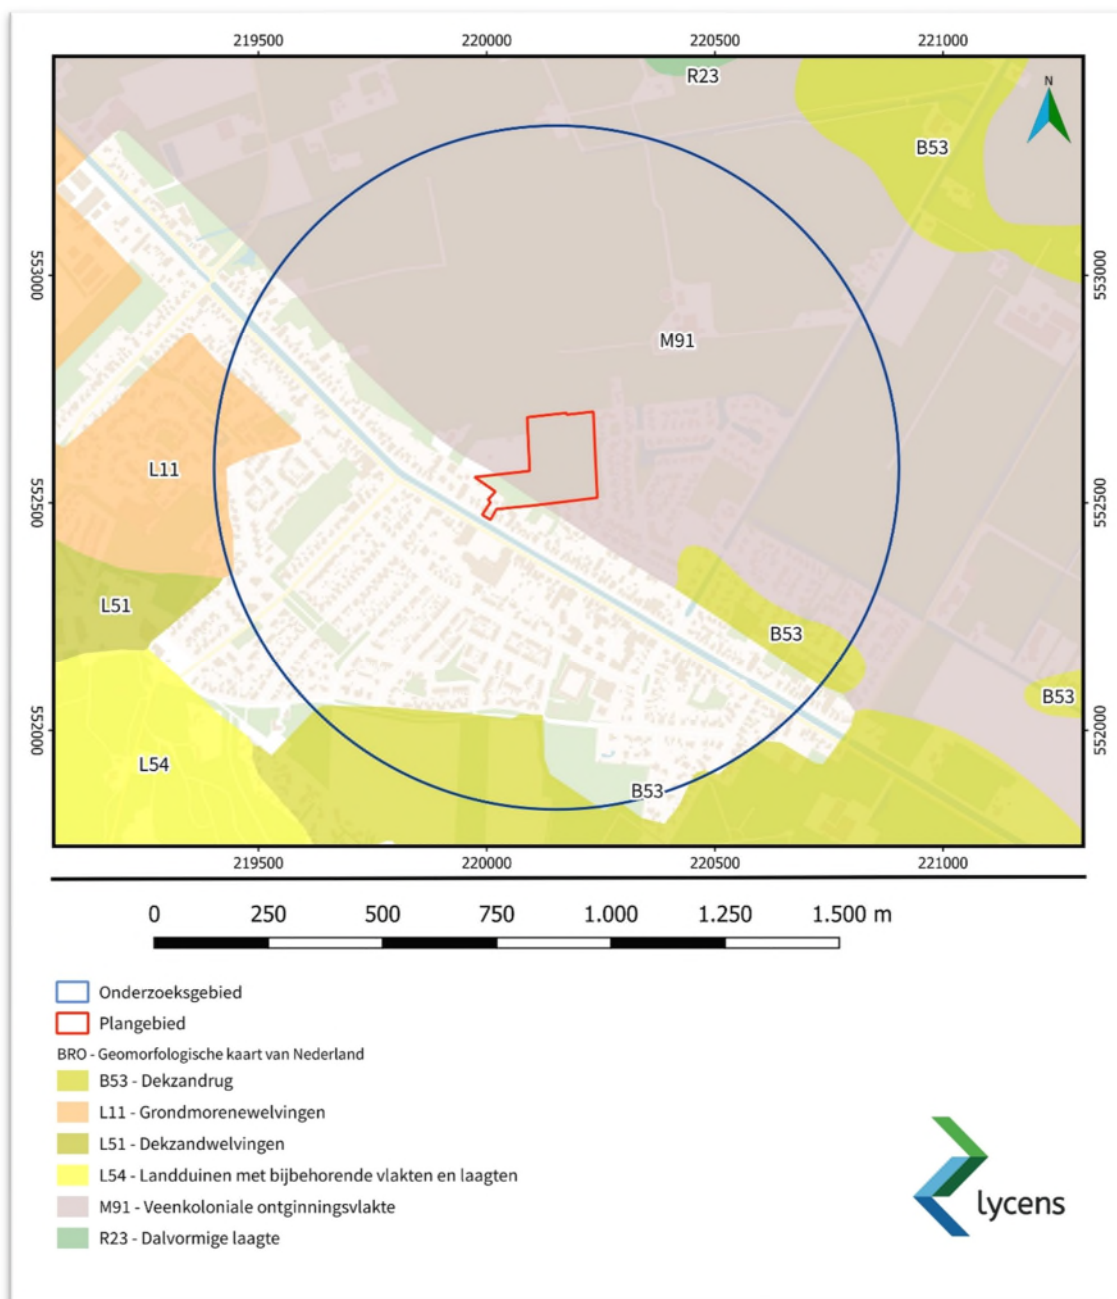 219500 220000 220500 221000
R23
N
B53
553000 553000
M91
L11
552500 552500
L51
B53
B53
552000 552000
L54
B53
219500 220000 220500 221000
0 250 500 750 1.000 1.250 1.500 m
Onderzoeksgebied
Plangebied
BRO - Geomorfologische kaart van Nederland
B53 - Dekzandrug
L11 - Grondmorenewelvingen
L51 - Dekzandwelvingen
L54 - Landduinen met bijbehorende vlakten en laagten
M91 - Veenkoloniale ontginningsvlakte
R23 - Dalvormige laagte
lycens